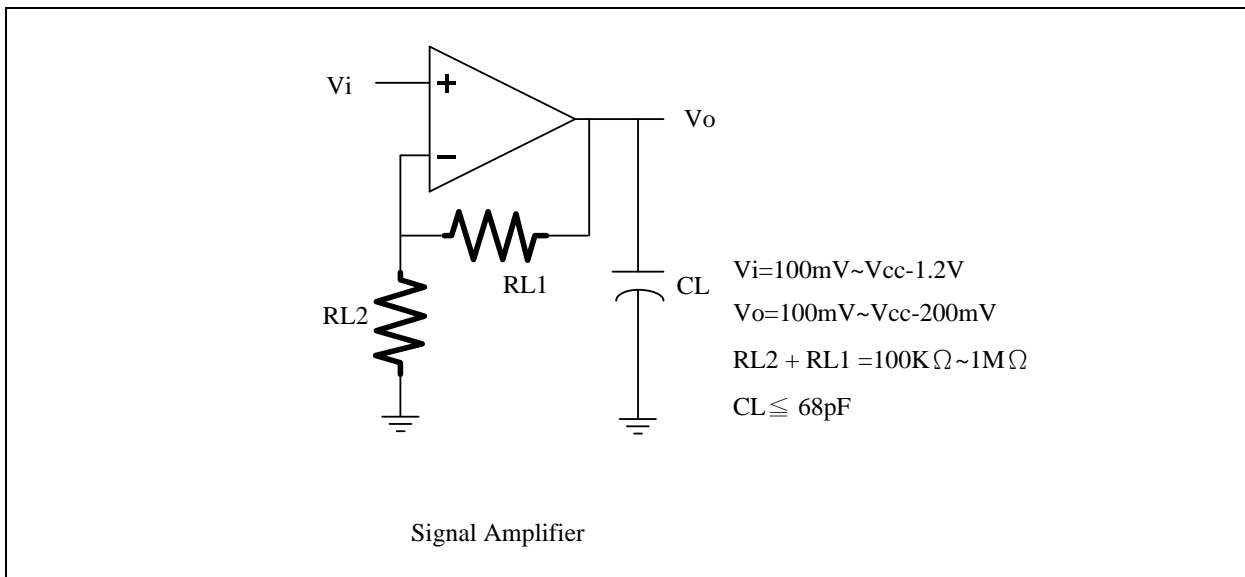 Vi
+
−
Vo
RL1
RL2
CL
Vi=100mV~Vcc-1.2V
Vo=100mV~Vcc-200mV
RL2 + RL1 =100KΩ~1MΩ
CL≦ 68pF
Signal Amplifier